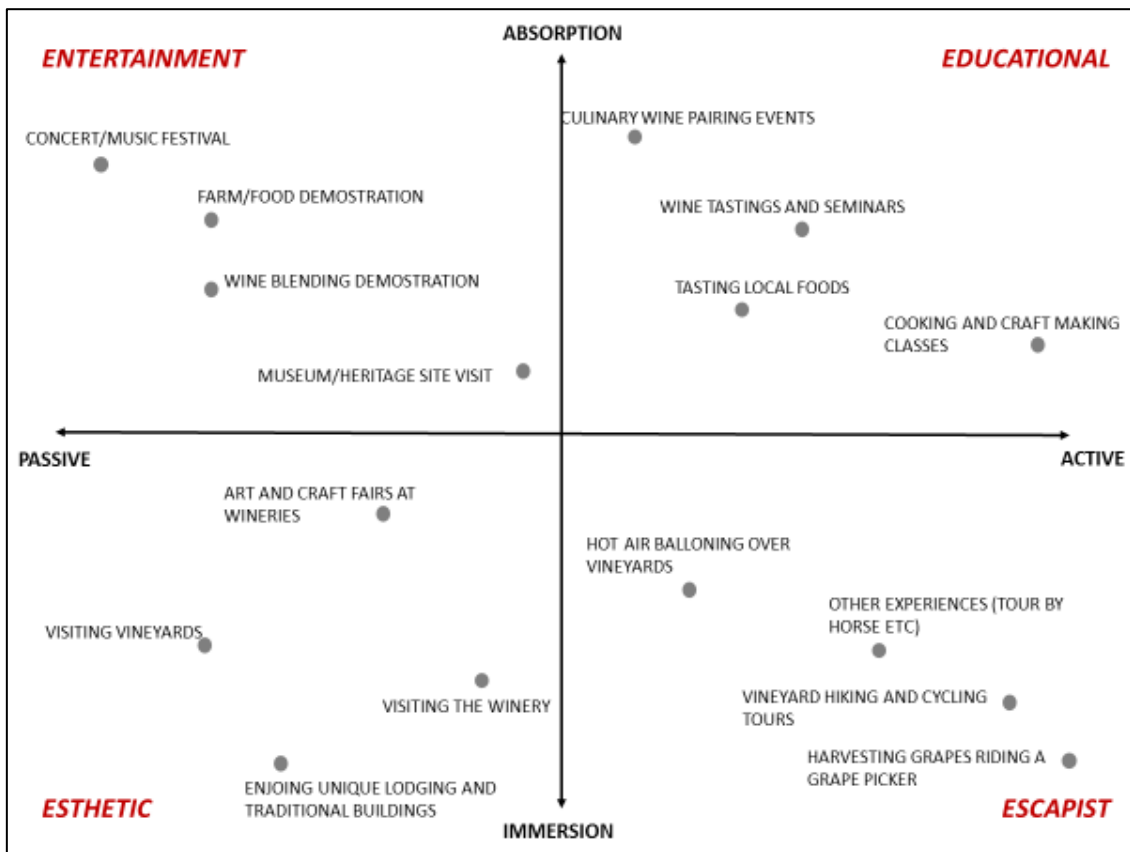 ABSORPTION
ENTERTAINMENT
EDUCATIONAL
CULINARY WINE PAIRING EVENTS
CONCERT/MUSIC FESTIVAL
FARM/FOOD DEMOSTRATION
WINE TASTINGS AND SEMINARS
WINE BLENDING DEMOSTRATION
TASTING LOCAL FOODS
COOKING AND CRAFT MAKING
CLASSES
MUSEUM/HERITAGE SITE VISIT
PASSIVE
ACTIVE
ART AND CRAFT FAIRS AT
WINERIES
HOT AIR BALLONING OVER
VINEYARDS
OTHER EXPERIENCES (TOUR BY
HORSE ETC)
VISITING VINEYARDS
VISITING THE WINERY
VINEYARD HIKING AND CYCLING
TOURS
HARVESTING GRAPES RIDING A
GRAPE PICKER
ENJOING UNIQUE LODGING AND
TRADITIONAL BUILDINGS
ESTHETIC
ESCAPIST
IMMERSION